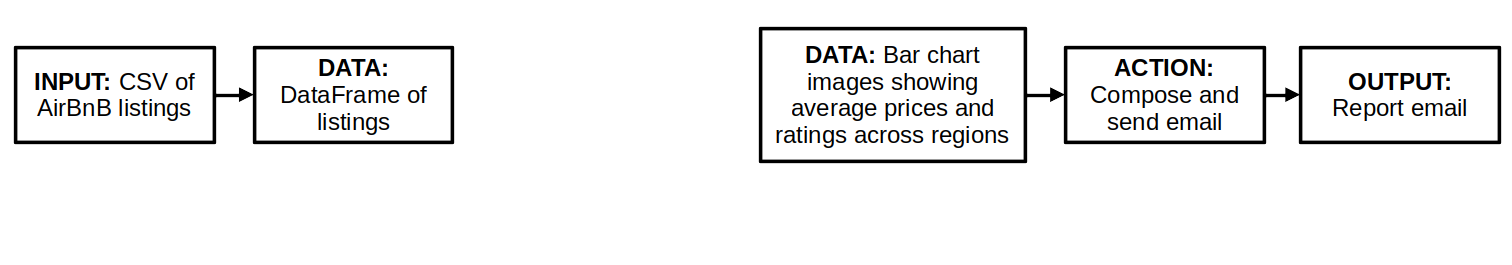 INPUT: CSV of
AirBnB listings
DATA:
DataFrame of
listings
DATA: Bar chart
images showing
average prices and
ratings across regions
ACTION:
Compose and
send email
OUTPUT:
Report email